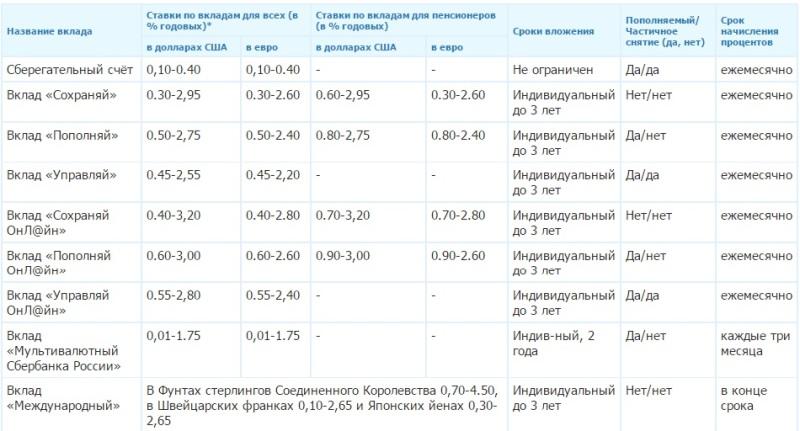 Название вклада
Ставки по вкладам для всех (в % годовых)*
Ставки по вкладам для пенсионеров (в % годовых)
Сроки вложения
Пополняемый/ Частичное снятие (да, нет)
Срок начисления процентов
в долларах США
в евро
в долларах США
в евро
Сберегательный счёт
0,10-0.40
0,10-0.40
-
-
Не ограничен
Да/да
ежемесячно
Вклад «Сохраняй»
0.30-2,95
0.30-2.60
0.60-2,95
0.30-2.60
Индивидуальный
до 3 лет
Нет/нет
ежемесячно
Вклад «Пополняй»
0.50-2,75
0.50-2.40
0.80-2,75
0.80-2.40
Индивидуальный
до 3 лет
Да/нет
ежемесячно
Вклад «Управляй»
0.45-2,55
0.45-2,20
-
-
Индивидуальный
до 3 лет
Да/да
ежемесячно
Вклад «Сохраняй
ОнЛ@йн»
0.40-3,20
0.40-2.80
0.70-3,20
0.70-2.80
Индивидуальный
до 3 лет
Нет/нет
ежемесячно
Вклад «Пополняй
ОнЛ@йн»
0.60-3,00
0.60-2.60
0.90-3,00
0.90-2.60
Индивидуальный
до 3 лет
Да/нет
ежемесячно
Вклад «Управляй
ОнЛ@йн»
0.55-2,80
0.55-2,40
-
-
Индивидуальный
до 3 лет
Да/да
ежемесячно
Вклад
«Мультивалютный
Сбербанка России»
0,01-1.75
0,01-1.75
-
-
Индив-ный, 2
года
Да/нет
каждые три
месяца
Вклад
«Международный»
В Фунтах стерлингов Соединенного Королевства 0,70-4.50,
в Швейцарских франках 0,10-2,65 и Японских йенах 0,30-
2,65
Индивидуальный
до 3 лет
Нет/нет
в конце
срока